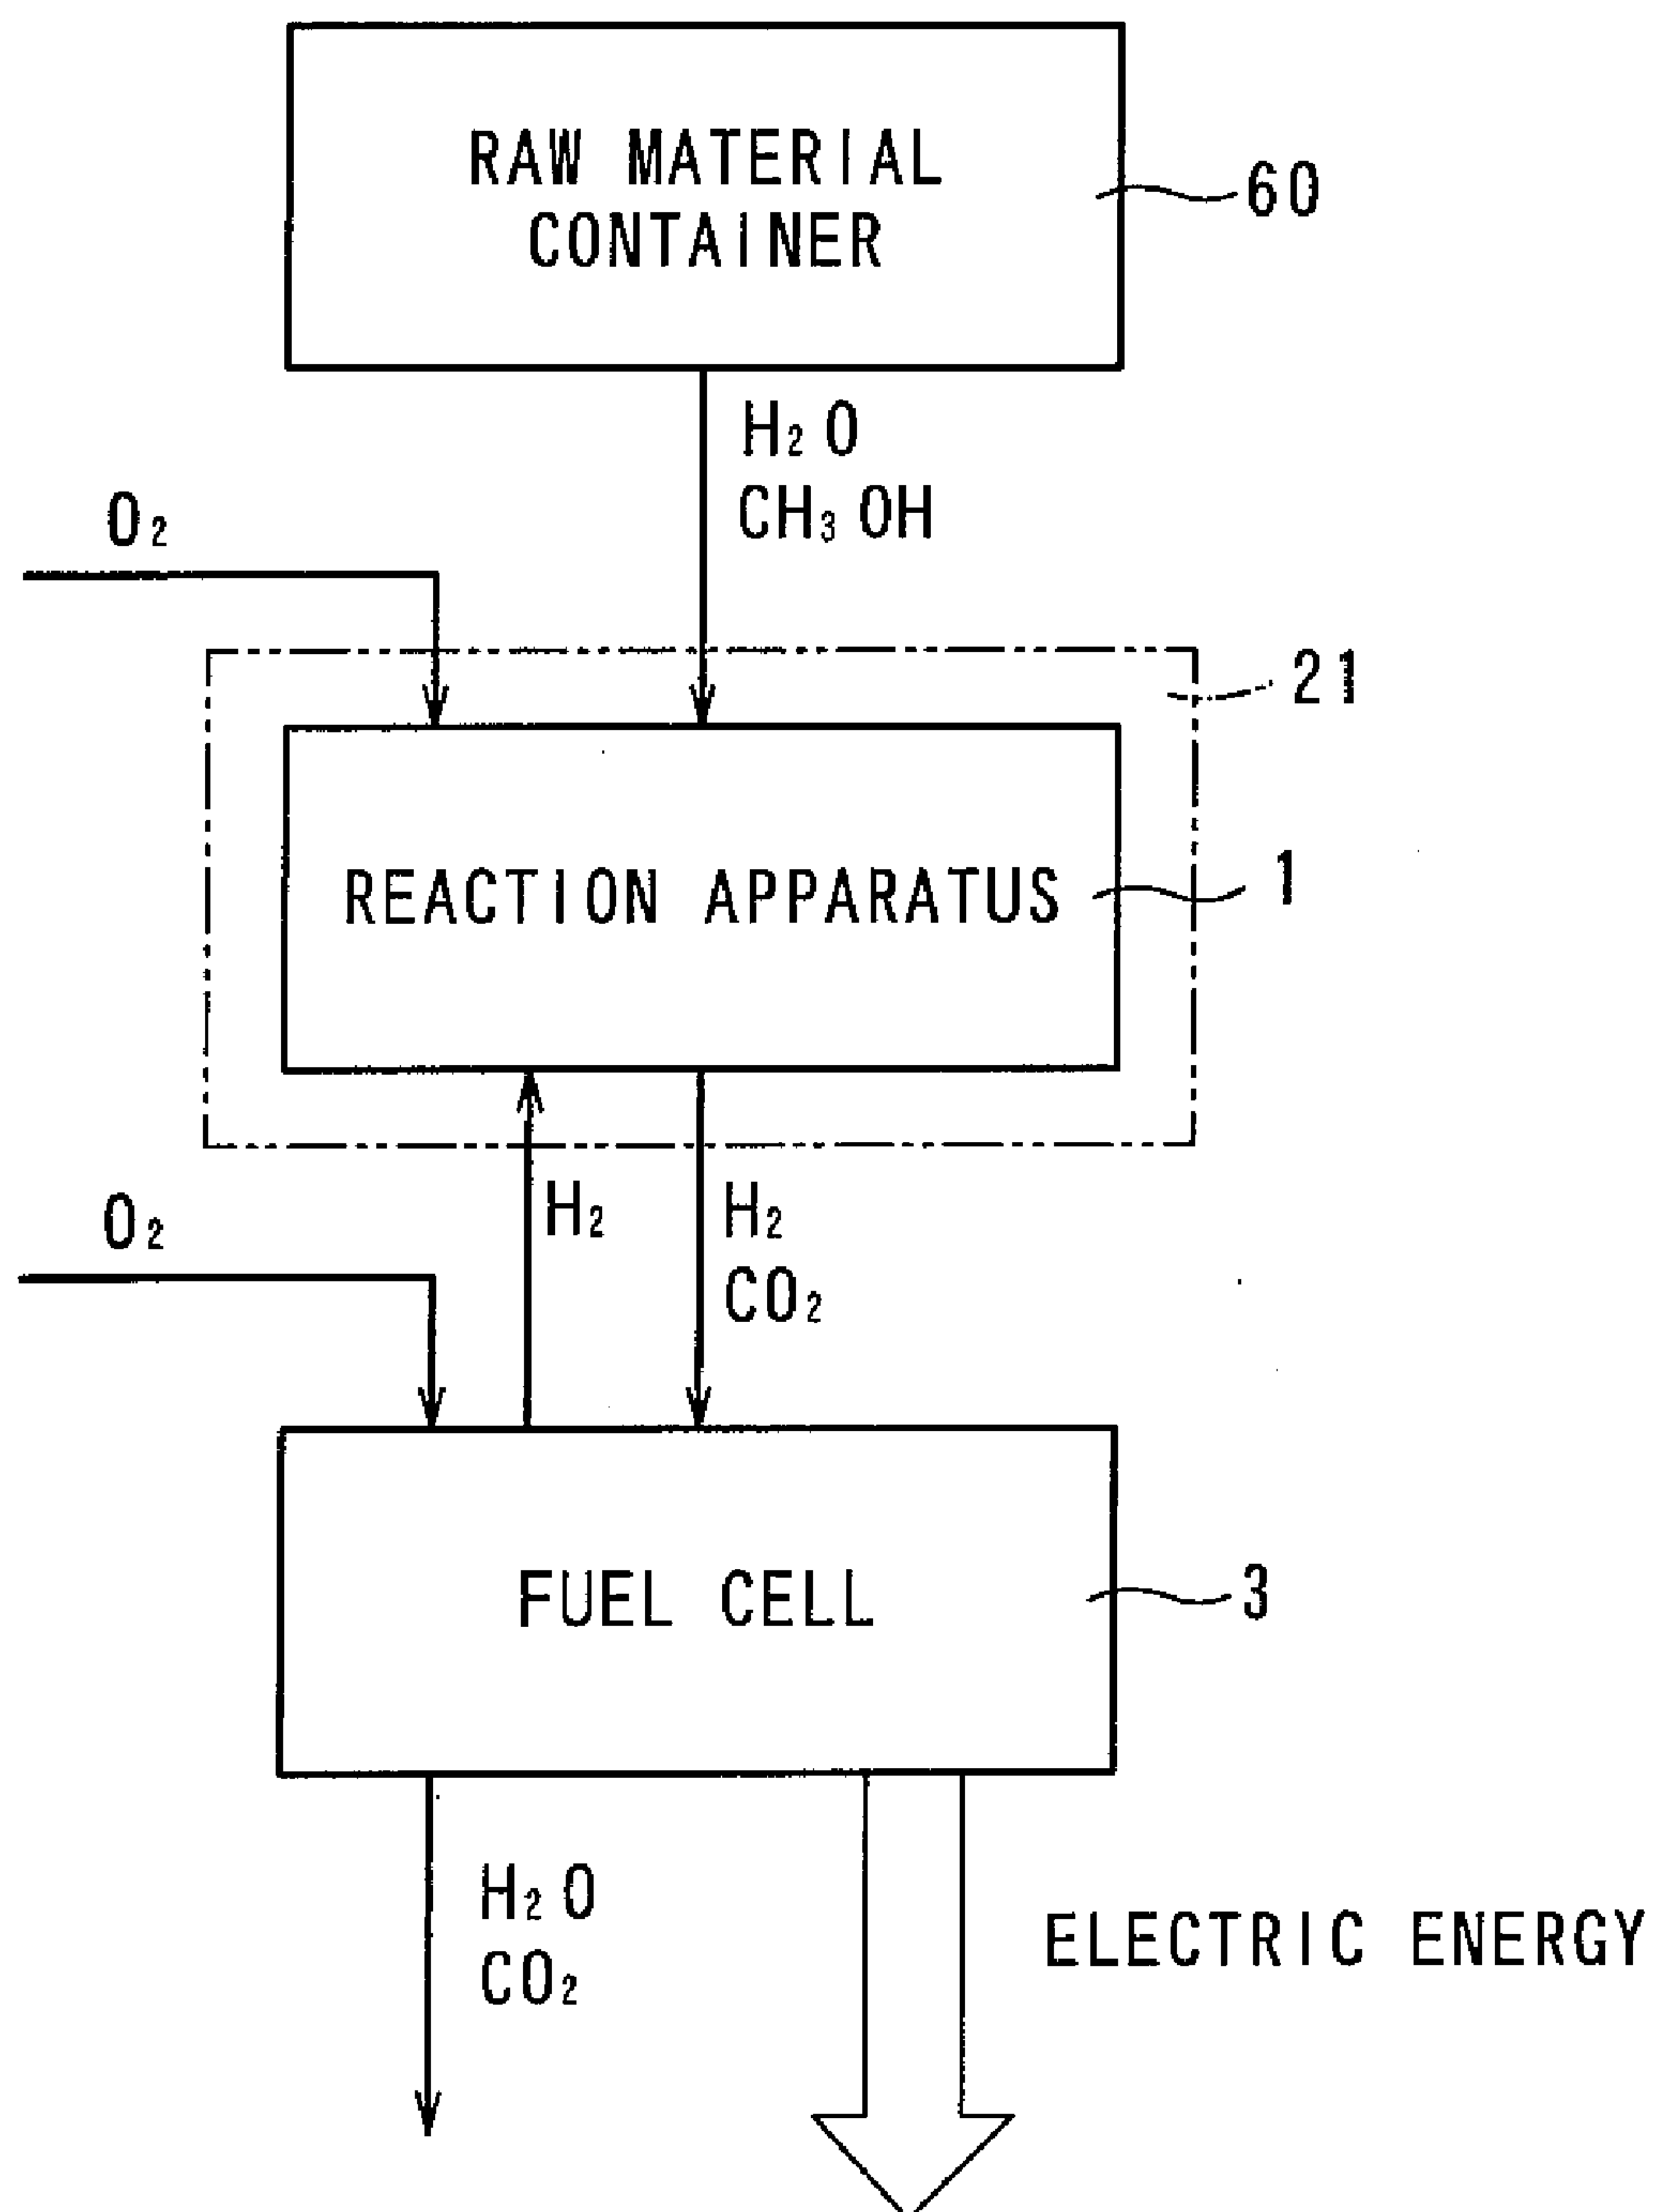 RAW MATERIAL
CONTAINER
60
H₂O
CH₃OH
O₂
21
REACTION APPARATUS
1
O₂
H₂
H₂
CO₂
FUEL CELL
3
H₂O
CO₂
ELECTRIC ENERGY